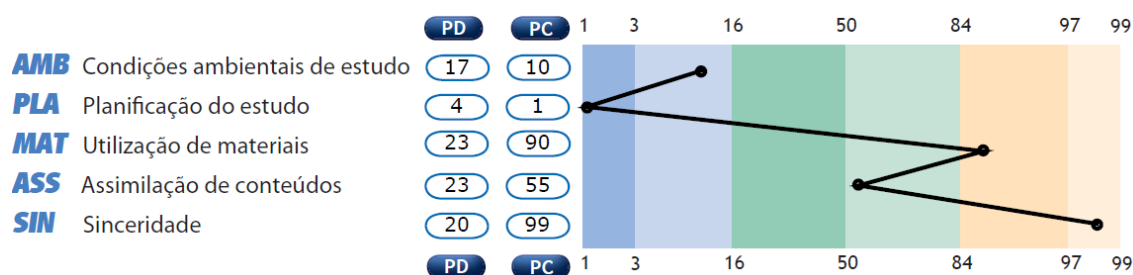 PD PC 1 3 16 50 84 97 99
AMB Condições ambientais de estudo 17 10
PLA Planificação do estudo 4 1
MAT Utilização de materiais 23 90
ASS Assimilação de conteúdos 23 55
SIN Sinceridade 20 99
PD PC 1 3 16 50 84 97 99